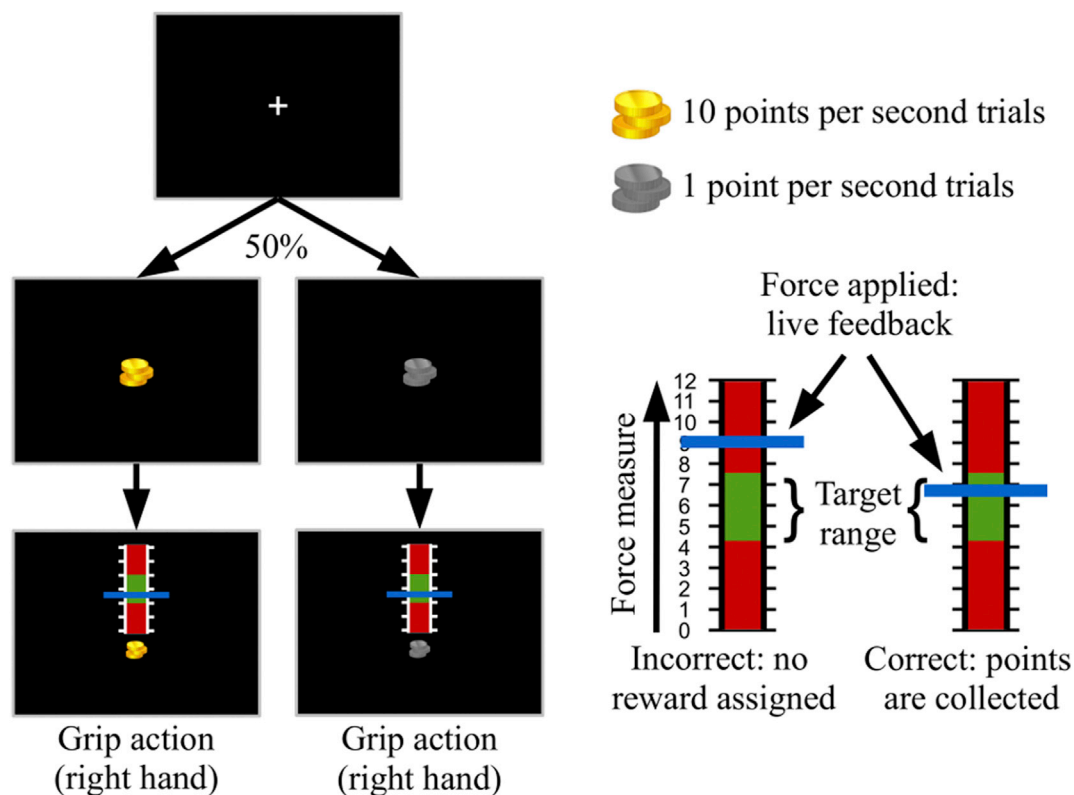 10 points per second trials
1 point per second trials
50%
Force applied:
live feedback
Force measure
12
11
10
9
8
7
6
5
4
3
2
1
0
Target
range
Incorrect: no
reward assigned
Correct: points
are collected
Grip action
(right hand)
Grip action
(right hand)